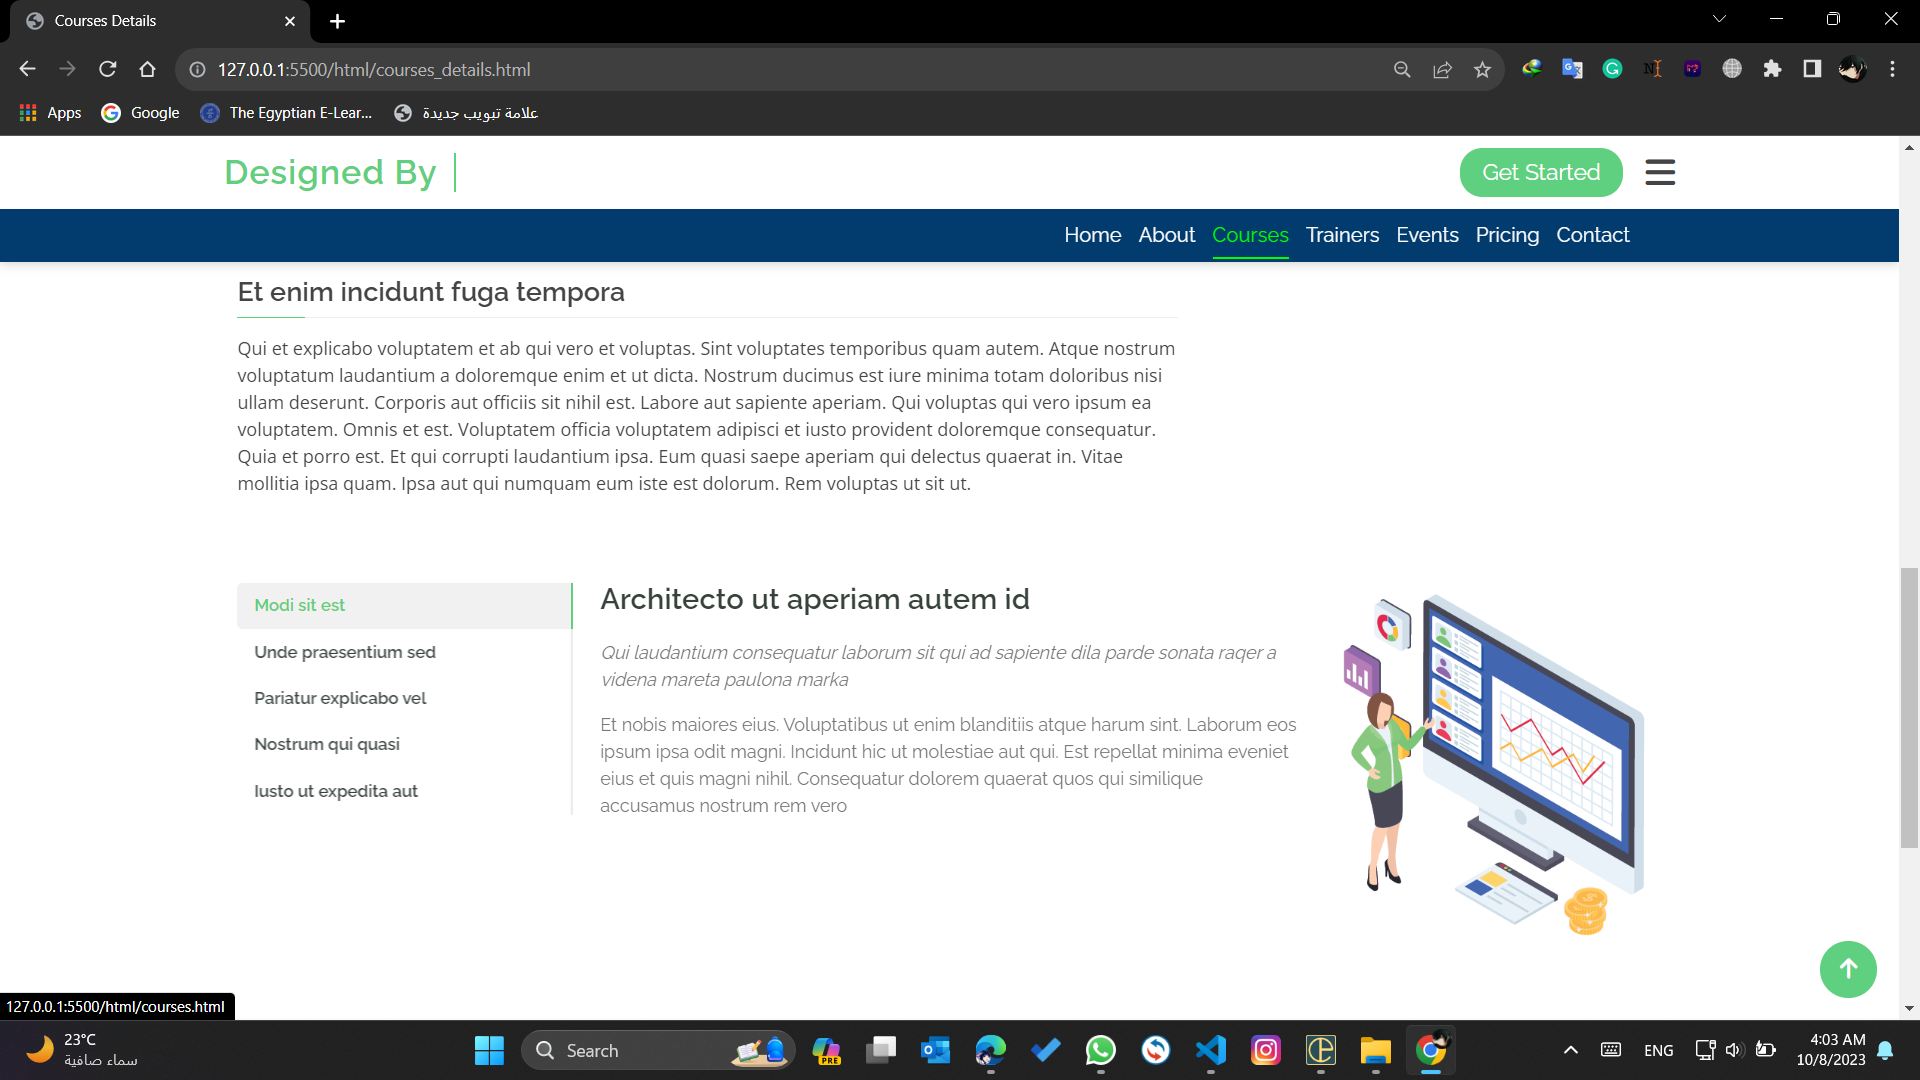 Courses Details
127.0.0.1:5500/html/courses_details.html
Apps
Google
The Egyptian E-Lear...
علامة تبويب جديدة
Designed By
Get Started
Home About Courses Trainers Events Pricing Contact
Et enim incidunt fuga tempora
Qui et explicabo voluptatem et ab qui vero et voluptas. Sint voluptates temporibus quam autem. Atque nostrum
voluptatum laudantium a doloremque enim et ut dicta. Nostrum ducimus est iure minima totam doloribus nisi
ullam deserunt. Corporis aut officiis sit nihil est. Labore aut sapiente aperiam. Qui voluptas qui vero ipsum ea
voluptatem. Omnis et est. Voluptatem officia voluptatem adipisci et iusto provident doloremque consequatur.
Quia et porro est. Et qui corrupti laudantium ipsa. Eum quasi saepe aperiam qui delectus quaerat in. Vitae
mollitia ipsa quam. Ipsa aut qui numquam eum iste est dolorum. Rem voluptas ut sit ut.
Modi sit est
Unde praesentium sed
Pariatur explicabo vel
Nostrum qui quasi
Iusto ut expedita aut
Architecto ut aperiam autem id
Qui laudantium consequatur laborum sit qui ad sapiente dila parde sonata raqer a
videna mareta paulona marka
Et nobis maiores eius. Voluptatibus ut enim blanditiis atque harum sint. Laborum eos
ipsum ipsa odit magni. Incidunt hic ut molestiae aut qui. Est repellat minima eveniet
eius et quis magni nihil. Consequatur dolorem quaerat quos qui similique
accusamus nostrum rem vero
127.0.0.1:5500/html/courses.html
23°C
سماء صافية
Search
PRE
ENG
4:03 AM
10/8/2023